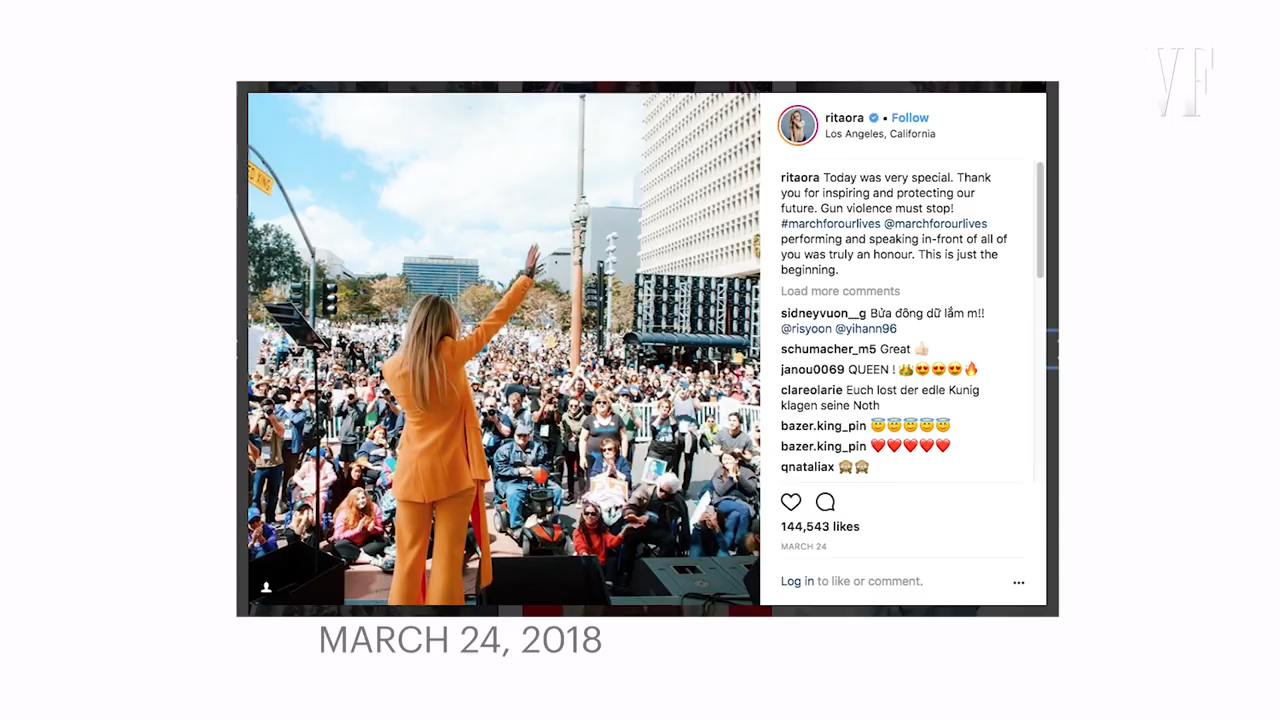 VF
D KING
ritaora • Follow
Los Angeles, California
ritaora Today was very special. Thank
you for inspiring and protecting our
future. Gun violence must stop!
#marchforourlives @marchforourlives
performing and speaking in-front of all of
you was truly an honour. This is just the
beginning.
Load more comments
sidneyvuon__g Bửa đông dữ lắm m!!
@risyoon @yihann96
schumacher_m5 Great 👍🏻
janou0069 QUEEN ! 👑😍😍😍🔥
clareolarie Euch lost der edle Kunig
klagen seine Noth
bazer.king_pin 😇😇😇😇😇
bazer.king_pin ❤️❤️❤️❤️❤️
qnataliax 🙈🙈
144,543 likes
MARCH 24
Log in to like or comment.
...
MARCH 24, 2018